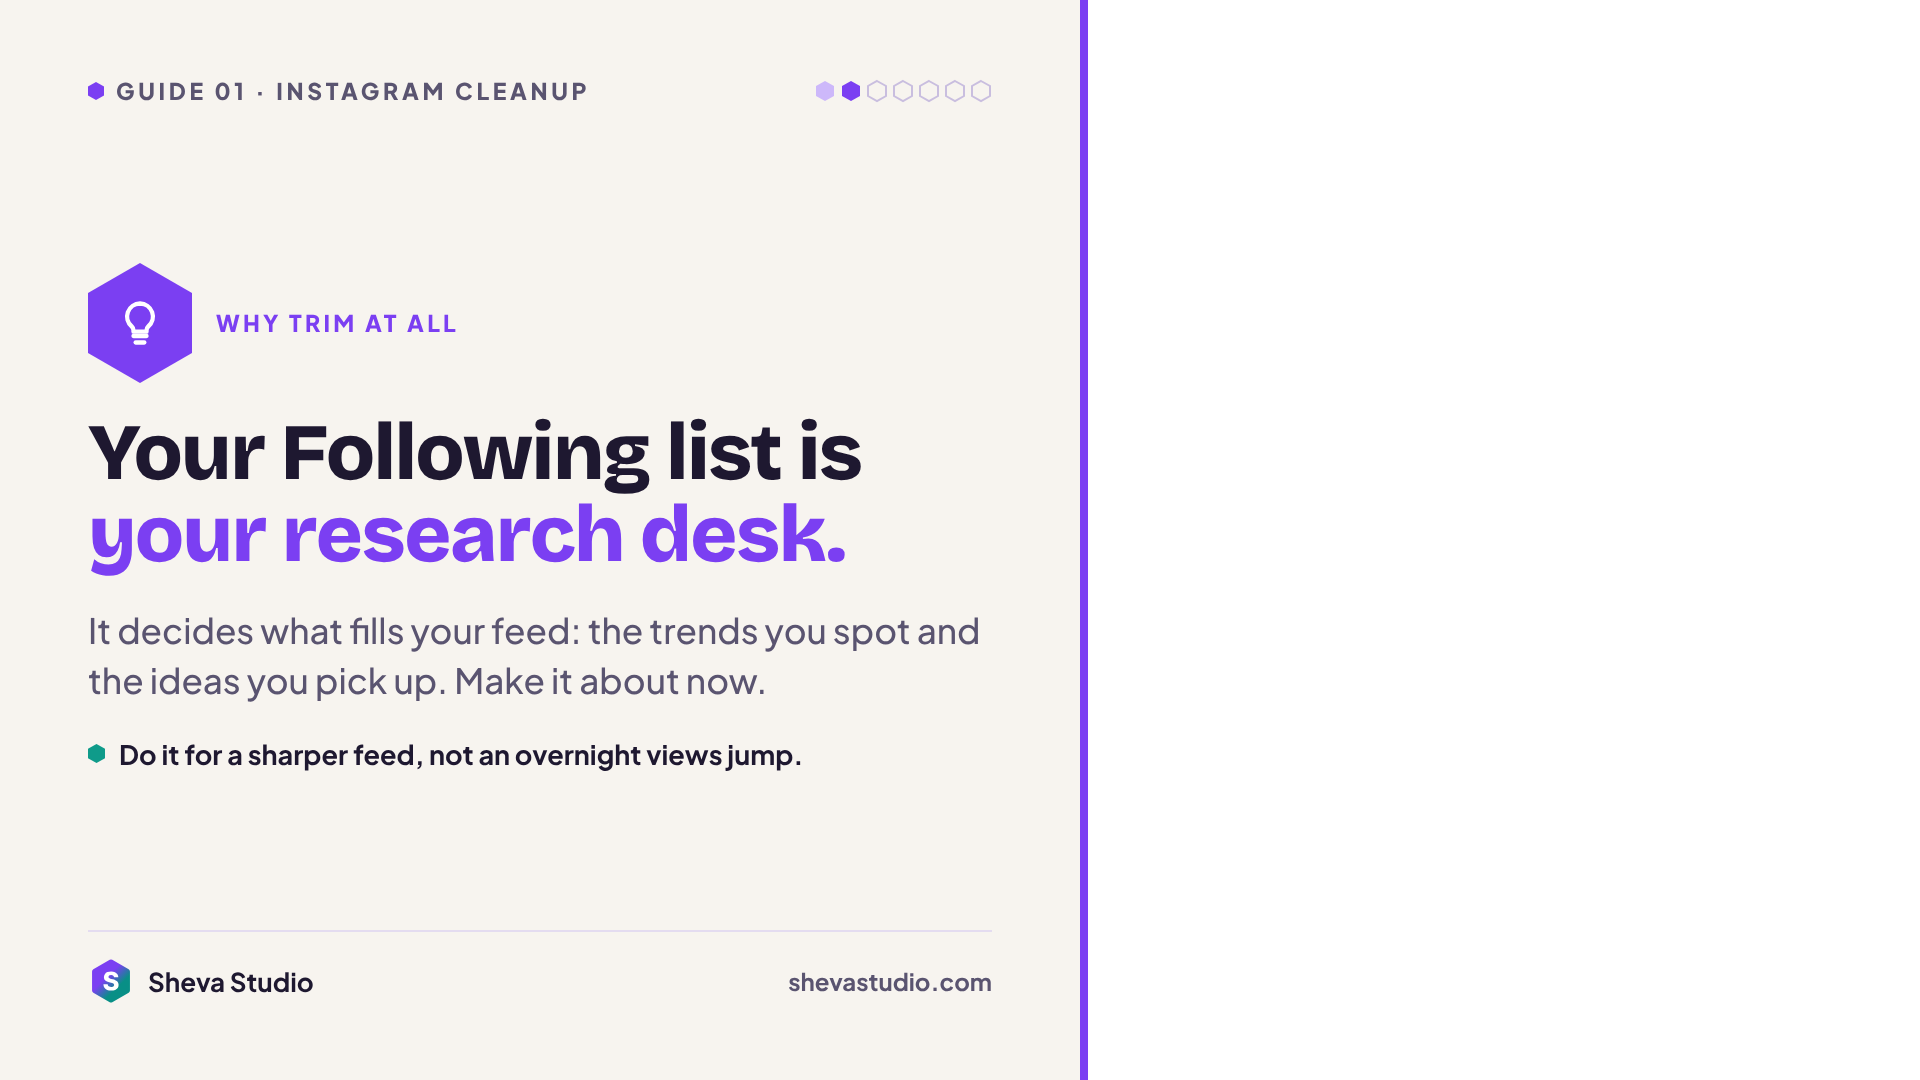 GUIDE 01 · INSTAGRAM CLEANUP
WHY TRIM AT ALL
Your Following list is
your research desk.
It decides what fills your feed: the trends you spot and
the ideas you pick up. Make it about now.
Do it for a sharper feed, not an overnight views jump.
S Sheva Studio
shevastudio.com